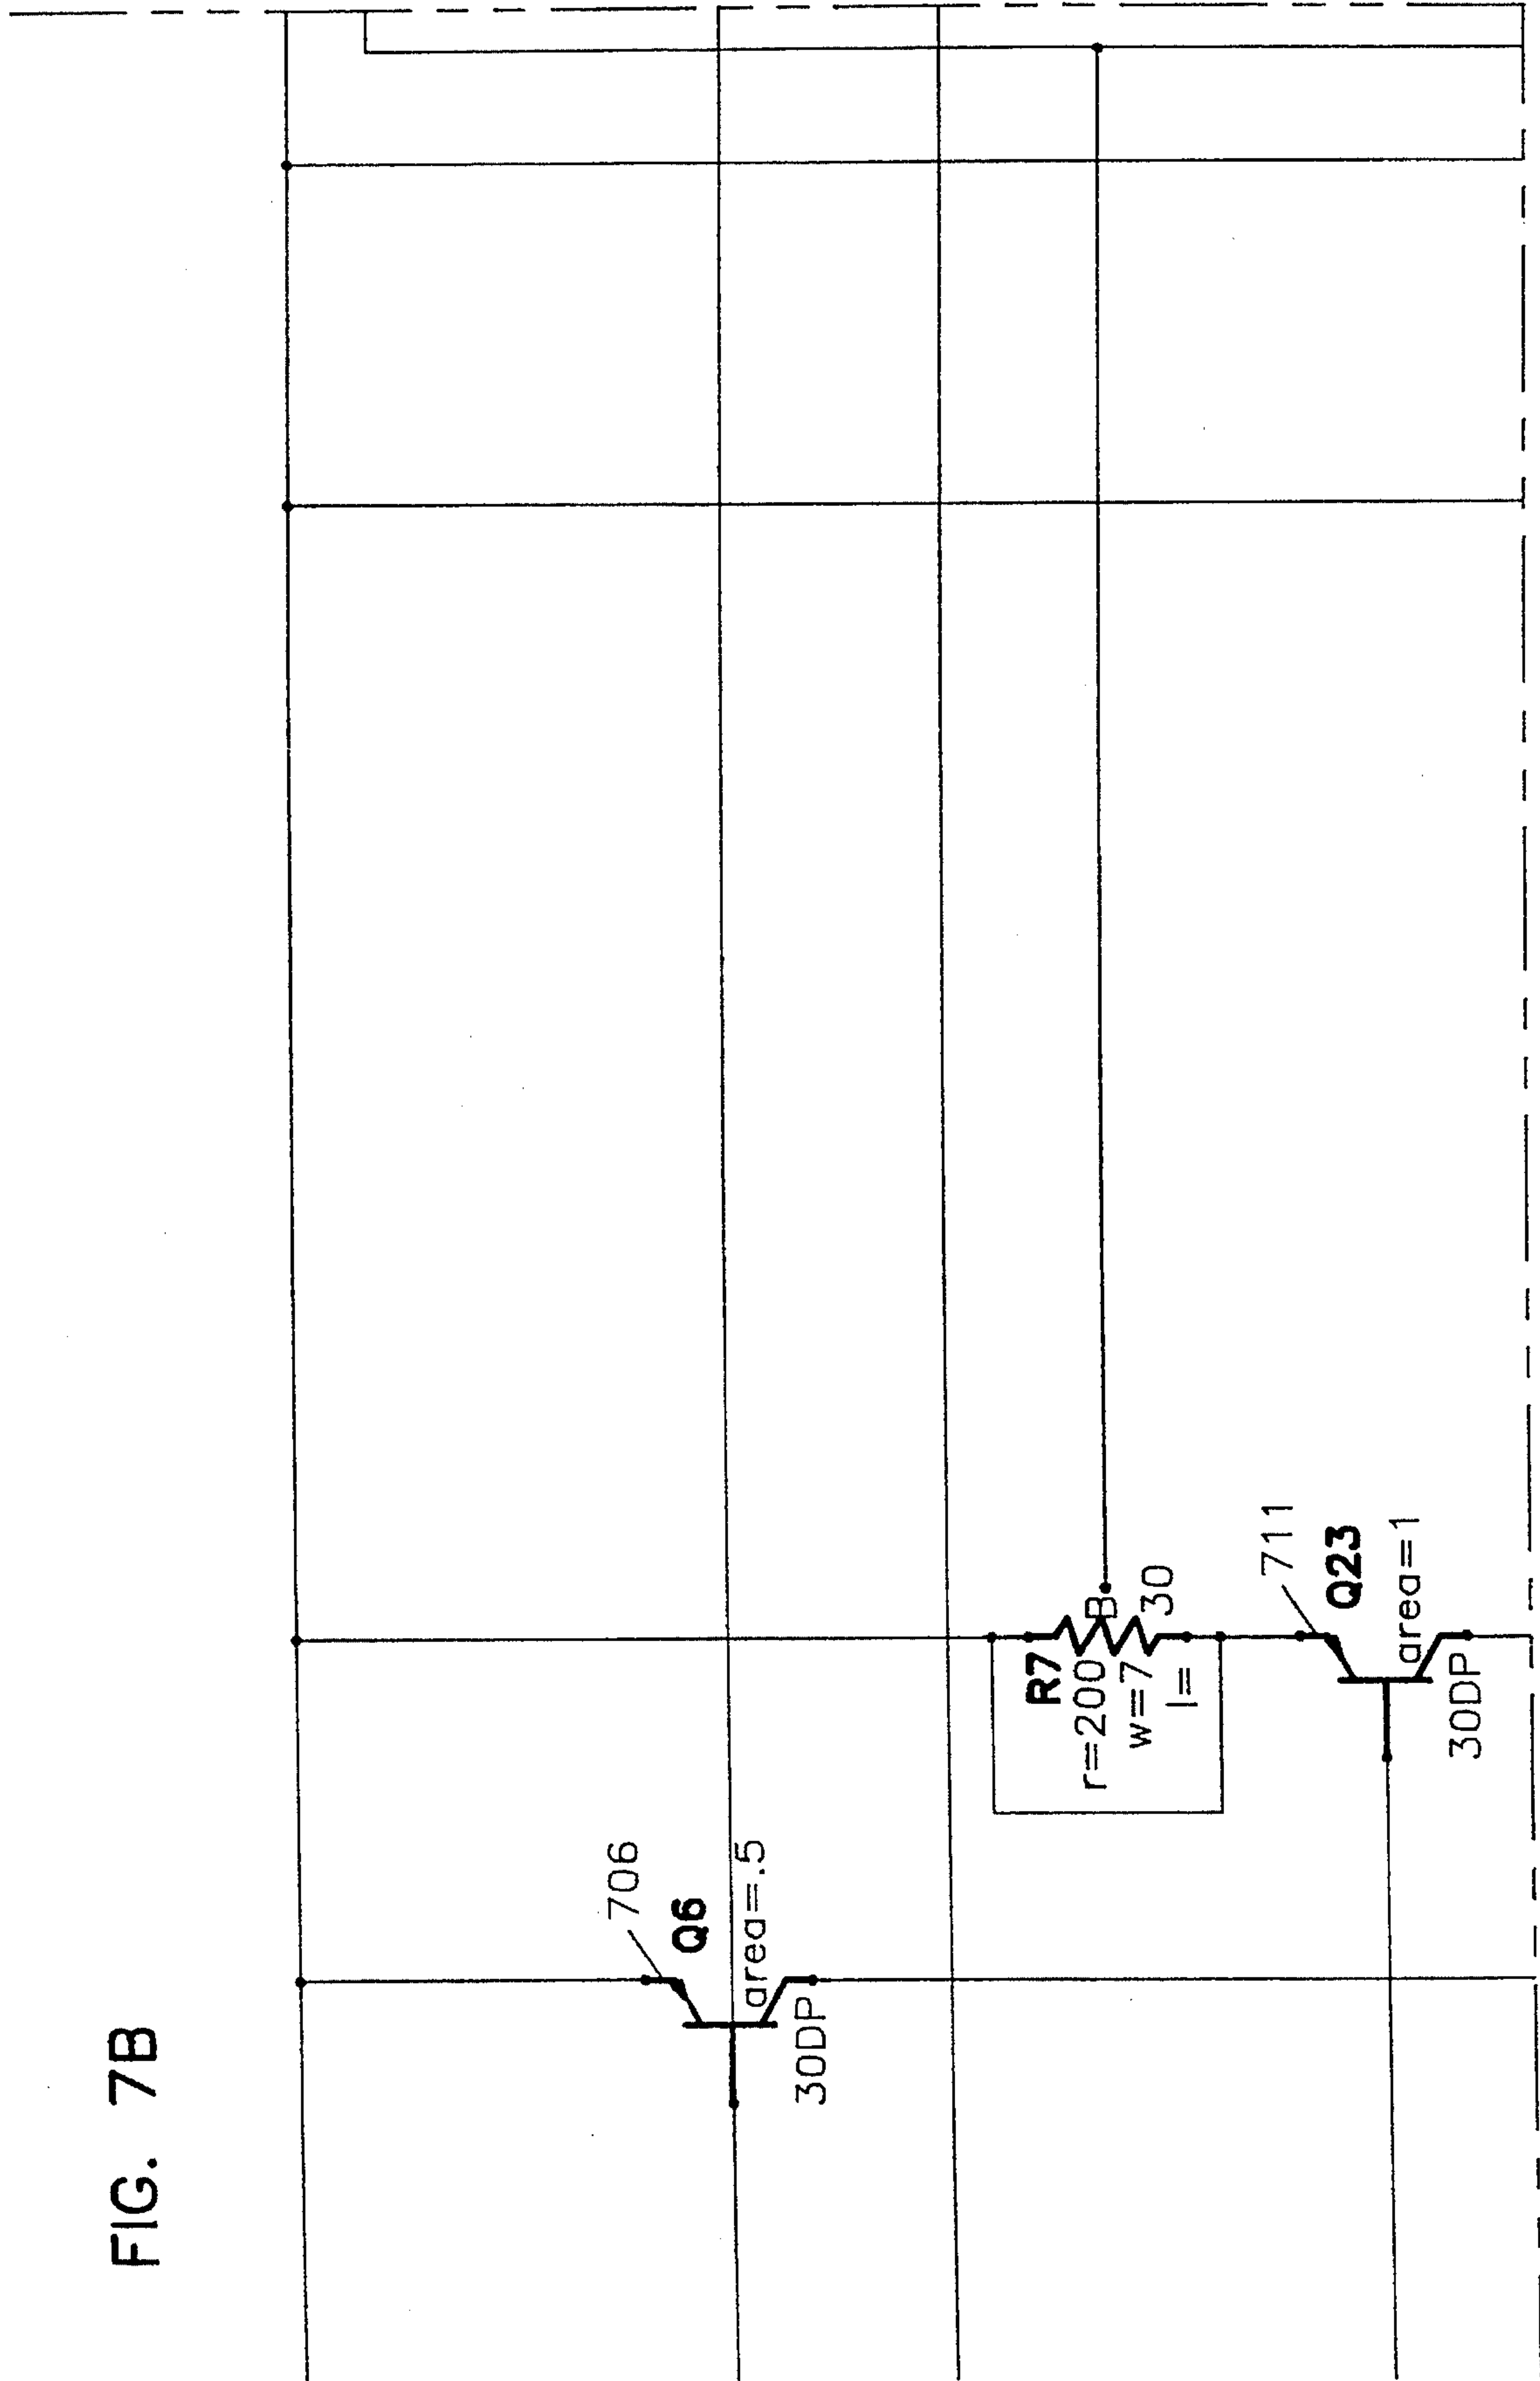 FIG. 7B
706
Q6
area=.5
30DP
R7
r=200
B
w=7
30
l=
711
Q23
area=1
30DP